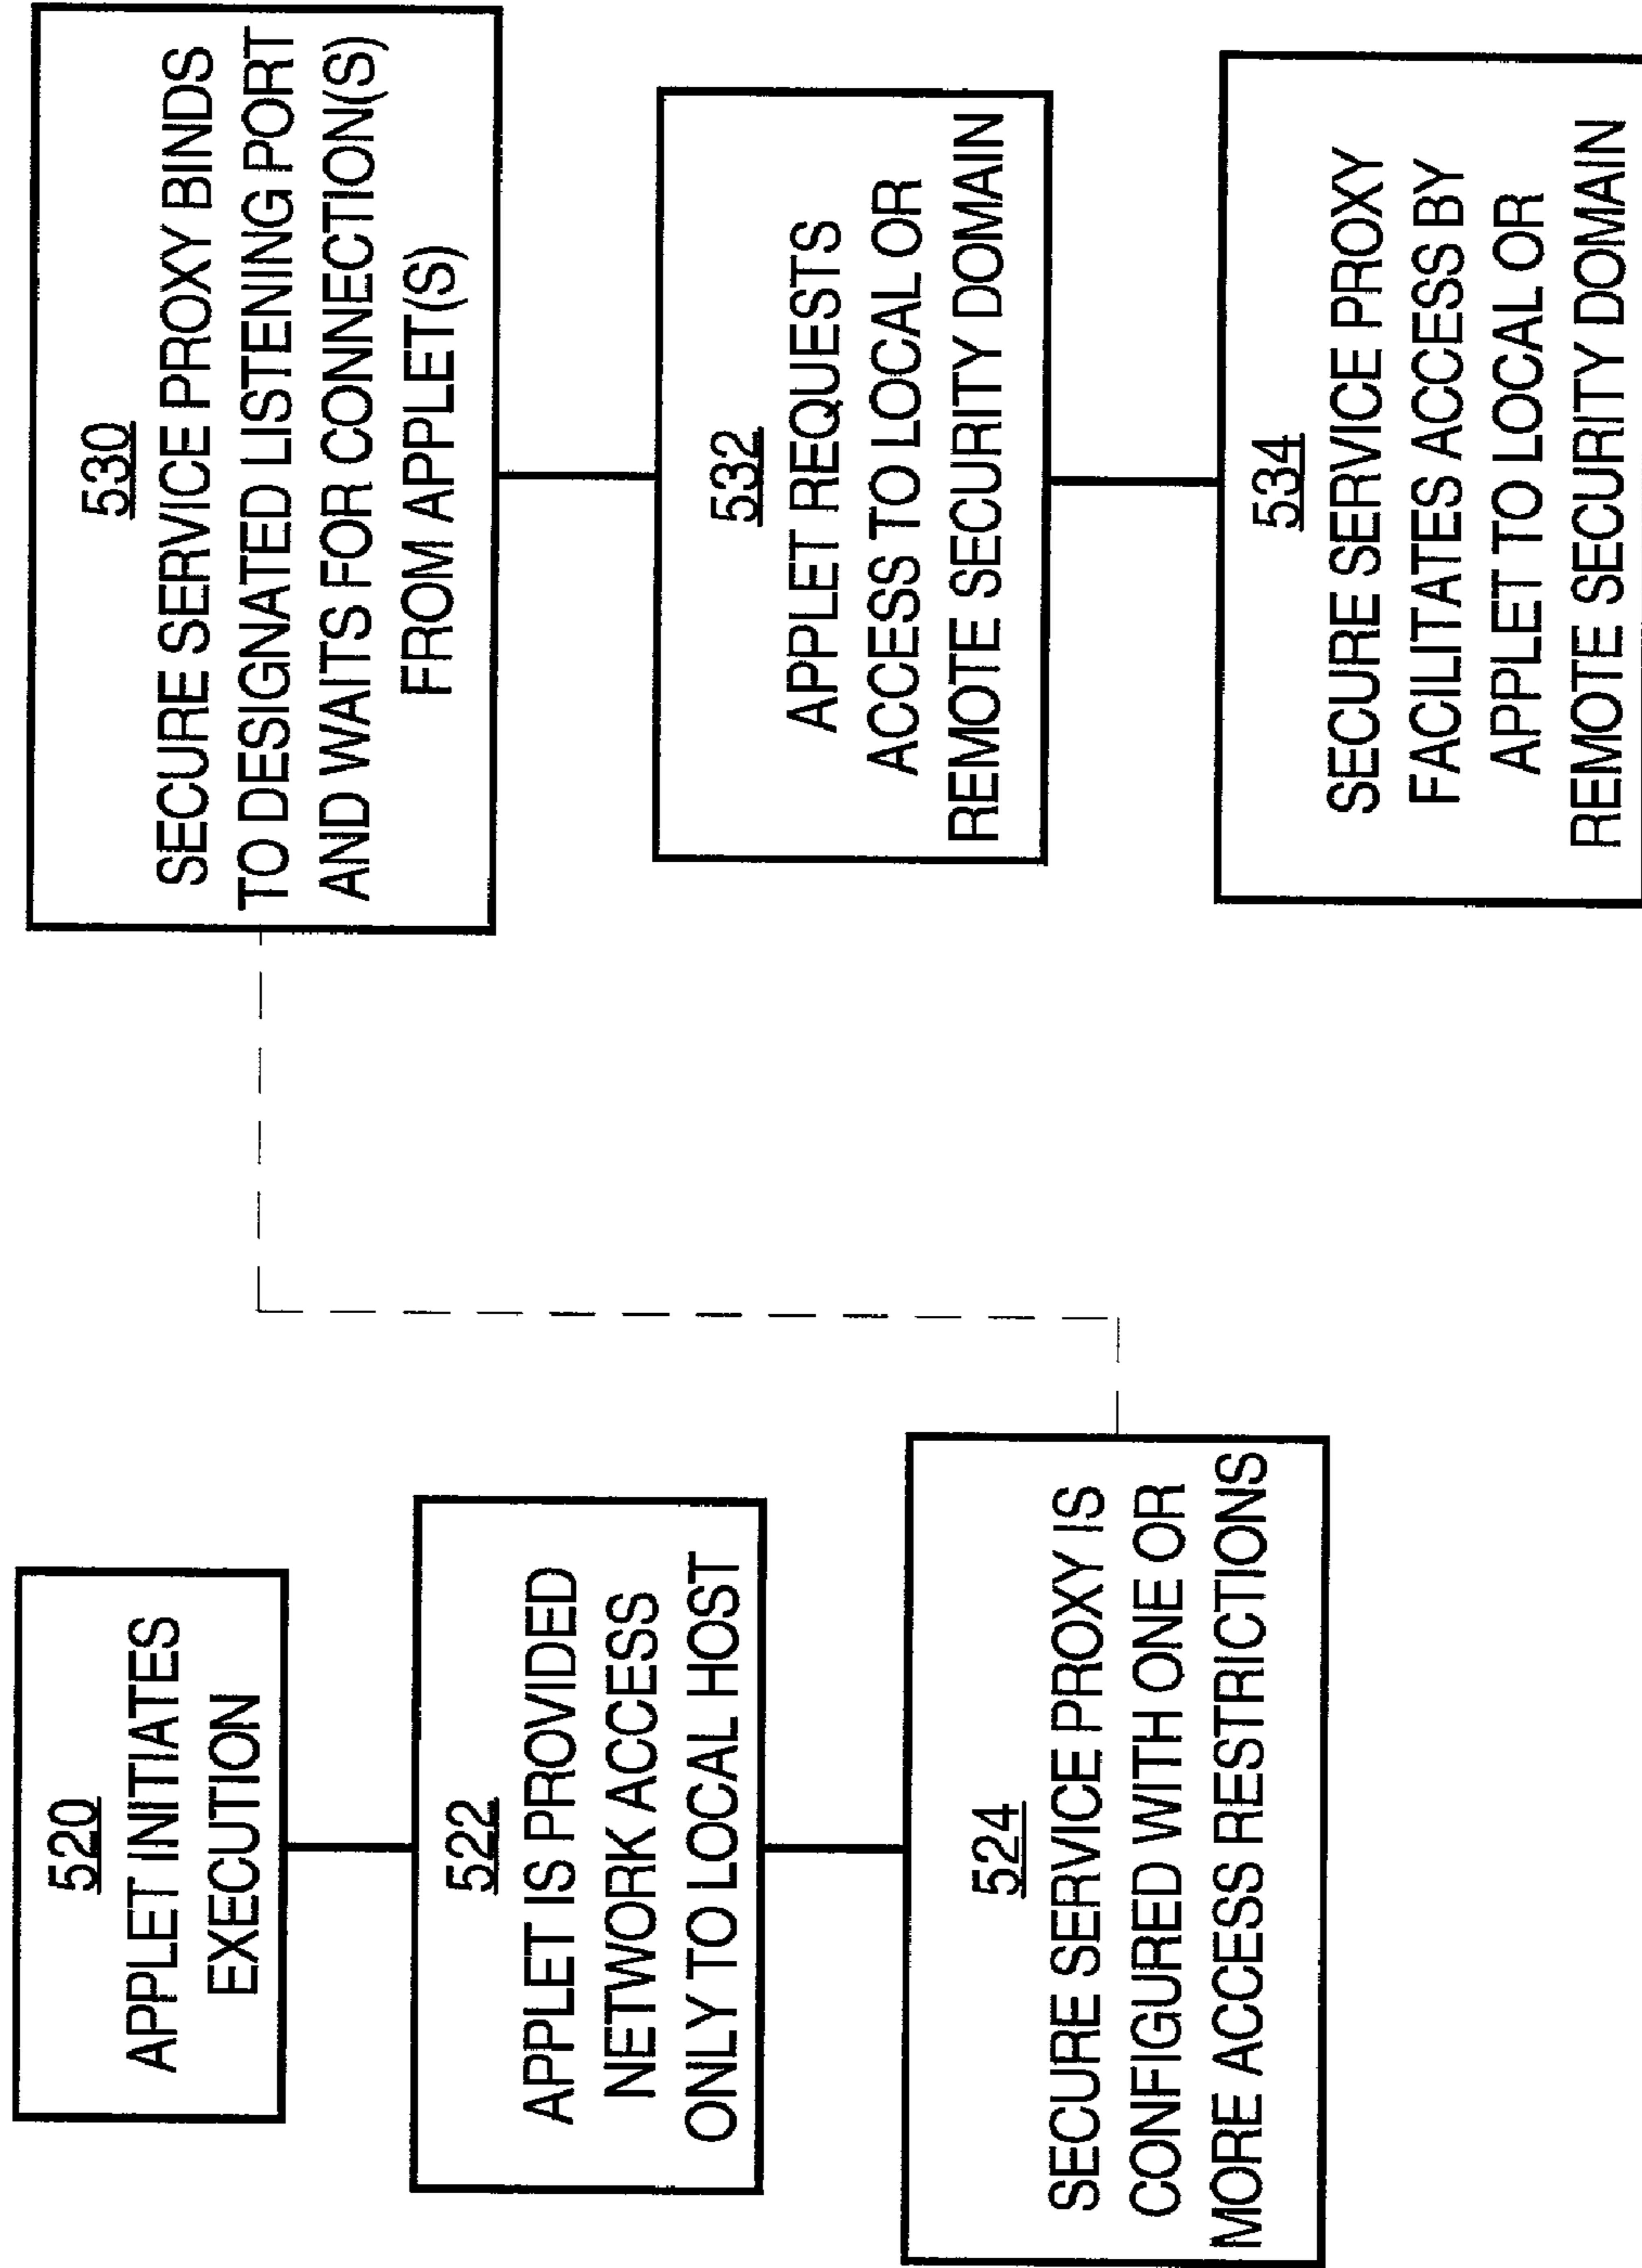 520
APPLET INITIATES
EXECUTION
522
APPLET IS PROVIDED
NETWORK ACCESS
ONLY TO LOCAL HOST
524
SECURE SERVICE PROXY IS
CONFIGURED WITH ONE OR
MORE ACCESS RESTRICTIONS
530
SECURE SERVICE PROXY BINDS
TO DESIGNATED LISTENING PORT
AND WAITS FOR CONNECTION(S)
FROM APPLET(S)
532
APPLET REQUESTS
ACCESS TO LOCAL OR
REMOTE SECURITY DOMAIN
534
SECURE SERVICE PROXY
FACILITATES ACCESS BY
APPLET TO LOCAL OR
REMOTE SECURITY DOMAIN